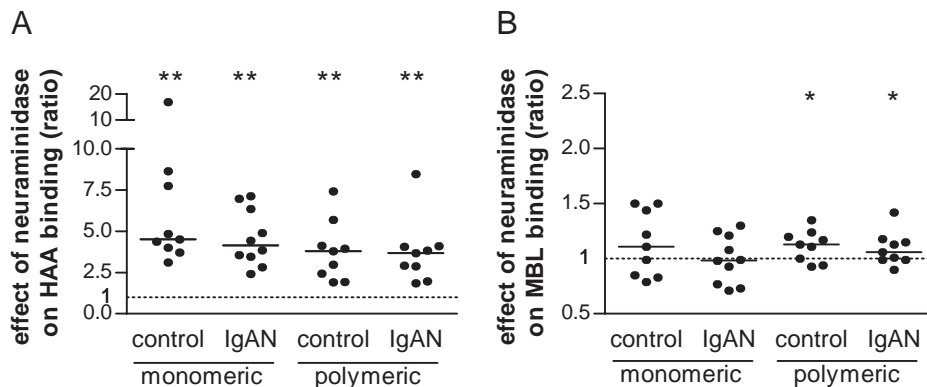 A
effect of neuraminidase
on HAA binding (ratio)
** ** ** **
20
10
10.0
7.5
5.0
2.5
1
0.0
control IgAN control IgAN
monomeric polymeric
B
effect of neuraminidase
on MBL binding (ratio)
* *
2.5
2.0
1.5
1
0.5
control IgAN control IgAN
monomeric polymeric